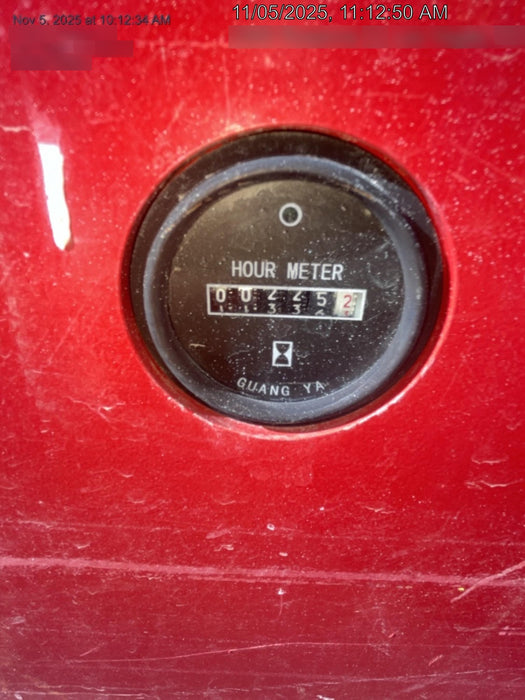 Nov 5, 2025 at 10:12:34 AM
11/05/2025, 11:12:50 AM
HOUR METER
002252
GUANG YA